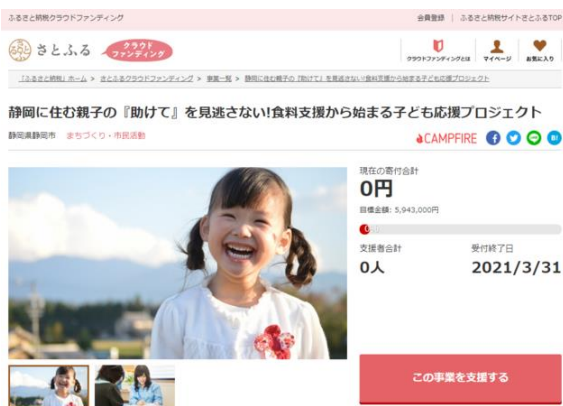 ふるさと納税クラウドファンディング
会員登録 | ふるさと納税サイトさとふるTOP
さとふる クラウドファンディング
クラウドファンディングとは マイページ お気に入り
「ふるさと納税」ホーム > さとふるクラウドファンディング > 事業一覧 > 静岡に住む親子の『助けて』を見逃さない!食料支援から始まる子ども応援プロジェクト
静岡に住む親子の『助けて』を見逃さない!食料支援から始まる子ども応援プロジェクト
静岡県静岡市 まちづくり・市民活動
CAMPFIRE
現在の寄付合計
0円
目標金額: 5,943,000円
支援者合計 受付終了日
0人 2021/3/31
この事業を支援する